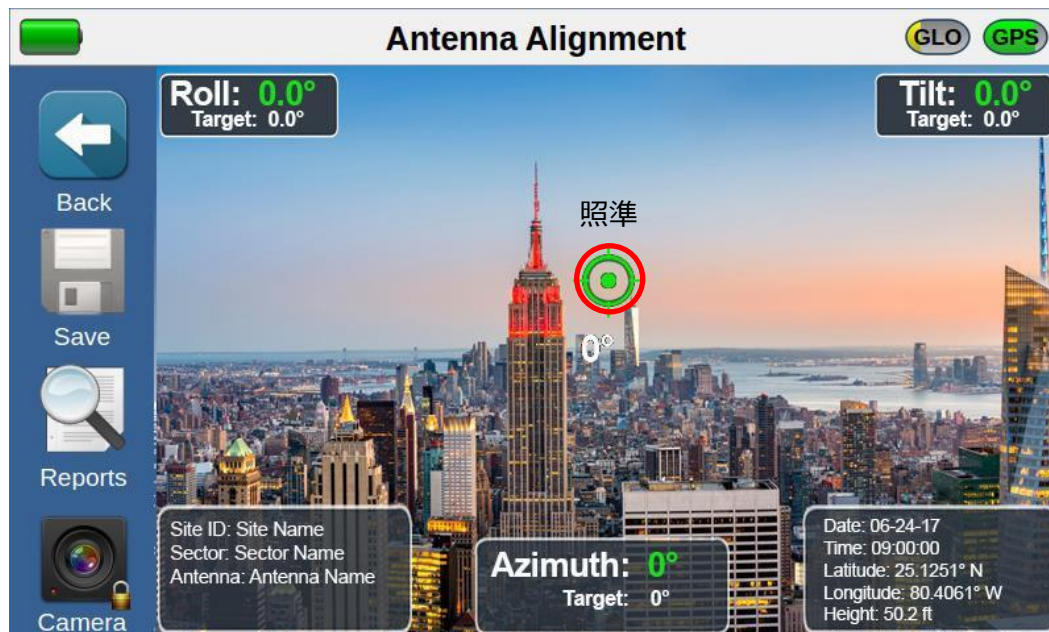 Antenna Alignment
GLO
GPS
Back
Save
Reports
Camera
Roll: 0.0°
Target: 0.0°
Tilt: 0.0°
Target: 0.0°
照準
0°
Site ID: Site Name
Sector: Sector Name
Antenna: Antenna Name
Azimuth: 0°
Target: 0°
Date: 06-24-17
Time: 09:00:00
Latitude: 25.1251° N
Longitude: 80.4061° W
Height: 50.2 ft